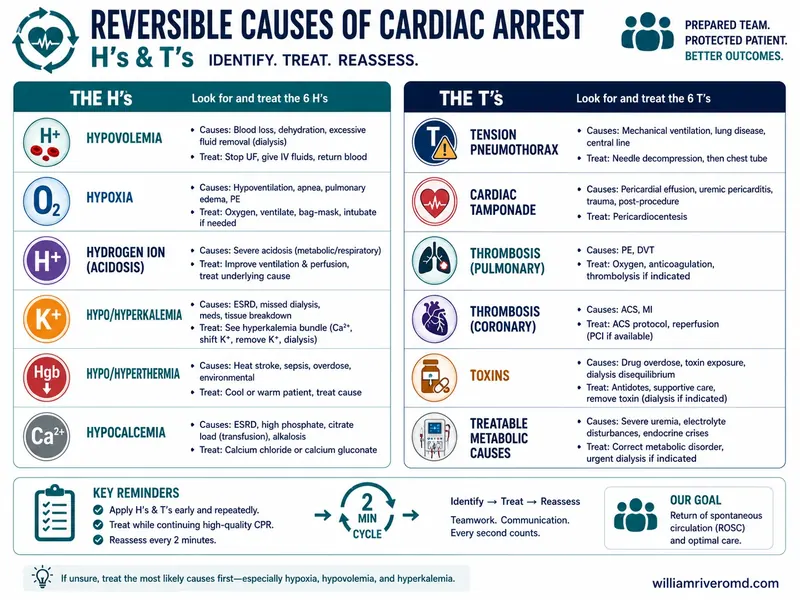 REVERSIBLE CAUSES OF CARDIAC ARREST
H's & T's IDENTIFY. TREAT. REASSESS.
PREPARED TEAM.
PROTECTED PATIENT.
BETTER OUTCOMES.
THE H's Look for and treat the 6 H's
H+
HYPOVOLEMIA
• Causes: Blood loss, dehydration, excessive
fluid removal (dialysis)
• Treat: Stop UF, give IV fluids, return blood
O₂
HYPOXIA
• Causes: Hypoventilation, apnea, pulmonary
edema, PE
• Treat: Oxygen, ventilate, bag-mask, intubate
if needed
H+
HYDROGEN ION
(ACIDOSIS)
• Causes: Severe acidosis (metabolic/respiratory)
• Treat: Improve ventilation & perfusion,
treat underlying cause
K+
HYPO/HYPERKALEMIA
• Causes: ESRD, missed dialysis,
meds, tissue breakdown
• Treat: See hyperkalemia bundle (Ca²⁺,
shift K⁺, remove K⁺, dialysis)
Hgb
HYPO/HYPERTHERMIA
• Causes: Heat stroke, sepsis, overdose,
environmental
• Treat: Cool or warm patient, treat cause
Ca²⁺
HYPOCALCEMIA
• Causes: ESRD, high phosphate, citrate
load (transfusion), alkalosis
• Treat: Calcium chloride or calcium gluconate
THE T's Look for and treat the 6 T's
T
TENSION
PNEUMOTHORAX
• Causes: Mechanical ventilation, lung disease,
central line
• Treat: Needle decompression, then chest tube
CARDIAC
TAMPONADE
• Causes: Pericardial effusion, uremic pericarditis,
trauma, post-procedure
• Treat: Pericardiocentesis
THROMBOSIS
(PULMONARY)
• Causes: PE, DVT
• Treat: Oxygen, anticoagulation,
thrombolysis if indicated
THROMBOSIS
(CORONARY)
• Causes: ACS, MI
• Treat: ACS protocol, reperfusion
(PCI if available)
TOXINS
• Causes: Drug overdose, toxin exposure,
dialysis disequilibrium
• Treat: Antidotes, supportive care,
remove toxin (dialysis if indicated)
TREATABLE
METABOLIC
CAUSES
• Causes: Severe uremia, electrolyte
disturbances, endocrine crises
• Treat: Correct metabolic disorder,
urgent dialysis if indicated
KEY REMINDERS
Apply H's & T's early and repeatedly.
Treat while continuing high-quality CPR.
Reassess every 2 minutes.
2
MIN
CYCLE
Identify → Treat → Reassess
Teamwork. Communication.
Every second counts.
OUR GOAL
Return of spontaneous
circulation (ROSC)
and optimal care.
If unsure, treat the most likely causes first—especially hypoxia, hypovolemia, and hyperkalemia.
williamriveromd.com